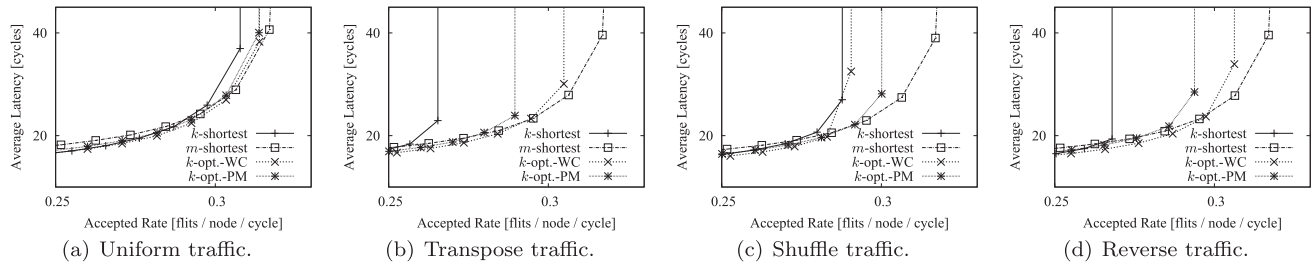 Average Latency [cycles]
40
20
k-shortest
m-shortest
k-opt.-WC
k-opt.-PM
0.25
0.3
Accepted Rate [flits / node / cycle]
(a) Uniform traffic.
Average Latency [cycles]
40
20
k-shortest
m-shortest
k-opt.-WC
k-opt.-PM
0.25
0.3
Accepted Rate [flits / node / cycle]
(b) Transpose traffic.
Average Latency [cycles]
40
20
k-shortest
m-shortest
k-opt.-WC
k-opt.-PM
0.25
0.3
Accepted Rate [flits / node / cycle]
(c) Shuffle traffic.
Average Latency [cycles]
40
20
k-shortest
m-shortest
k-opt.-WC
k-opt.-PM
0.25
0.3
Accepted Rate [flits / node / cycle]
(d) Reverse traffic.